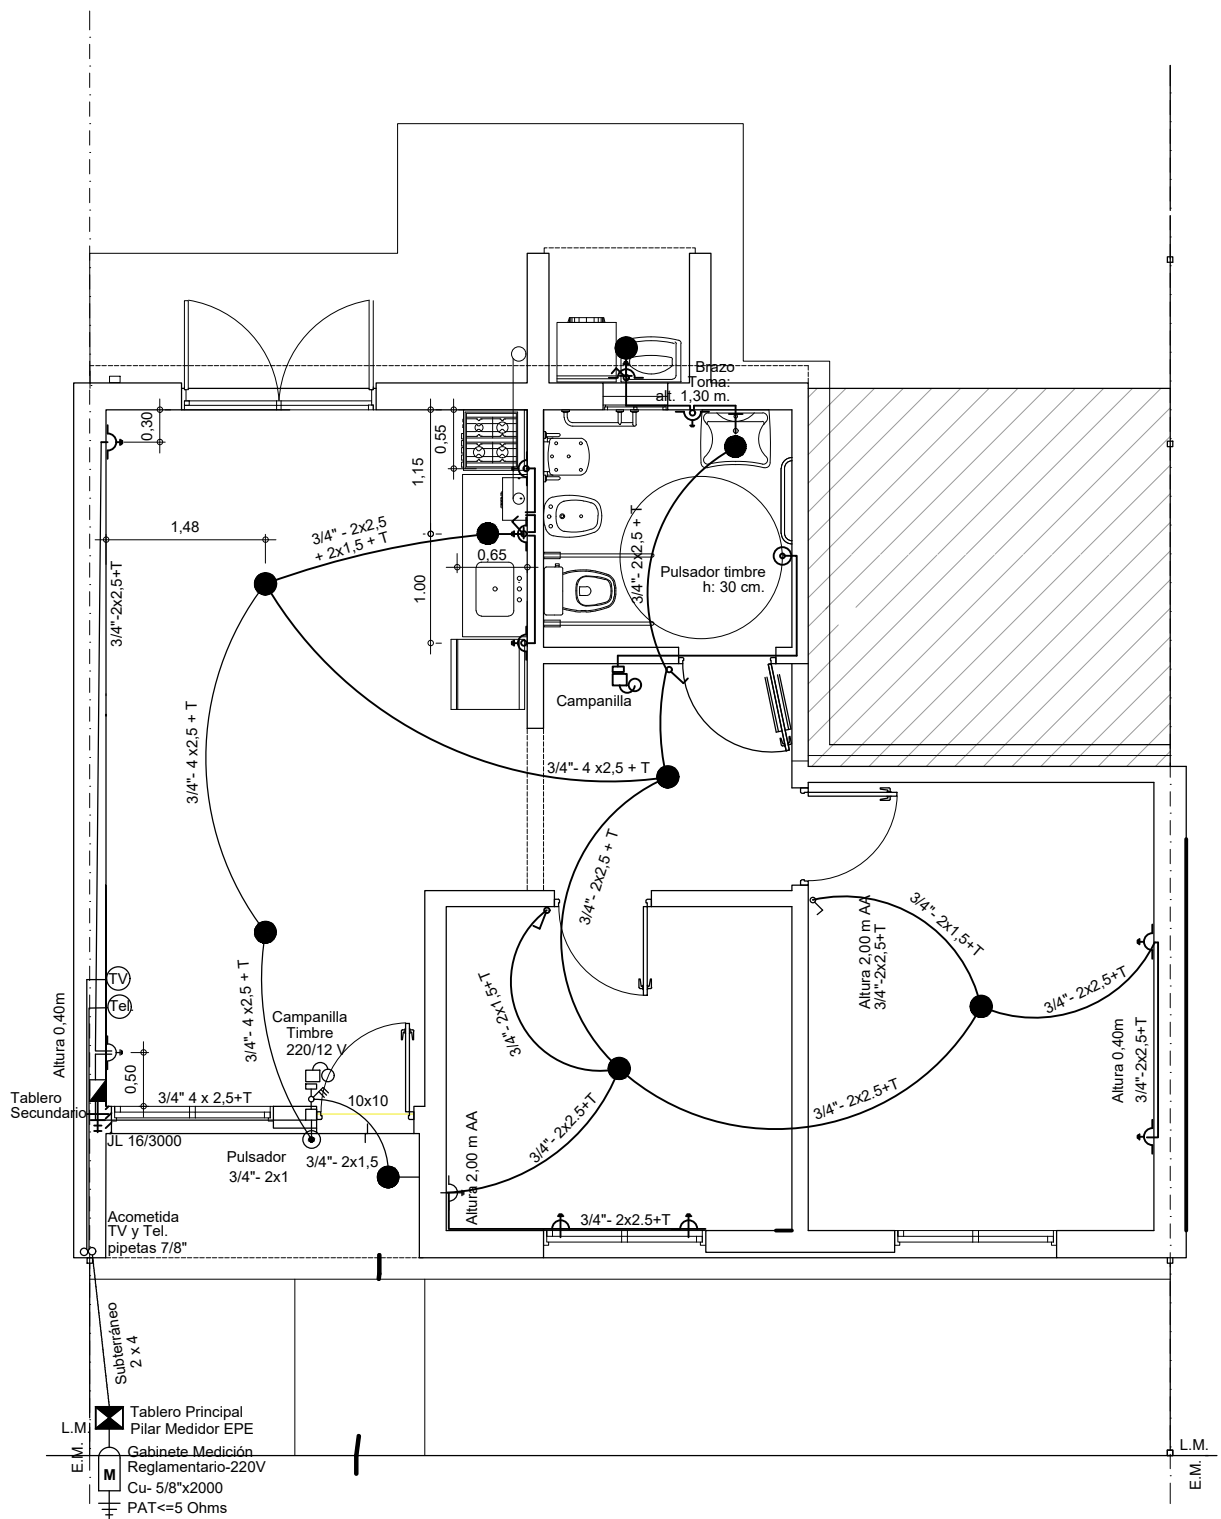 Brazo
Toma:
alt. 1,30 m.
0,30
0,55
1,15
1,48
3/4" - 2x2,5
+ 2x1,5 + T
0,65
1.00
3/4"- 2x2,5 + T
Pulsador timbre
h: 30 cm.
3/4"-2x2,5+T
Campanilla
3/4"- 4 x2,5 + T
3/4"- 4 x2,5 + T
3/4"- 2x2,5 + T
3/4"- 2x1,5+T
Altura 2,00 m AA
3/4"-2x2,5+T
3/4"- 2x2,5+T
TV
Tel.
Altura 0,40m
3/4"- 4 x2,5 + T
Campanilla
Timbre
220/12 V
3/4"- 2x1,5+T
Altura 0,40m
3/4"-2x2,5+T
0,50
Tablero
Secundario
3/4" 4 x 2,5+T
10x10
3/4"- 2x2.5+T
3/4"- 2x2.5+T
JL 16/3000
Pulsador
3/4"- 2x1
3/4"- 2x1,5
Altura 2,00 m AA
3/4"- 2x2.5+T
Acometida
TV y Tel.
pipetas 7/8"
Subterráneo
2 x 4
Tablero Principal
Pilar Medidor EPE
L.M.
E.M.
Gabinete Medición
Reglamentario-220V
M
Cu- 5/8"x2000
PAT<=5 Ohms
L.M.
E.M.